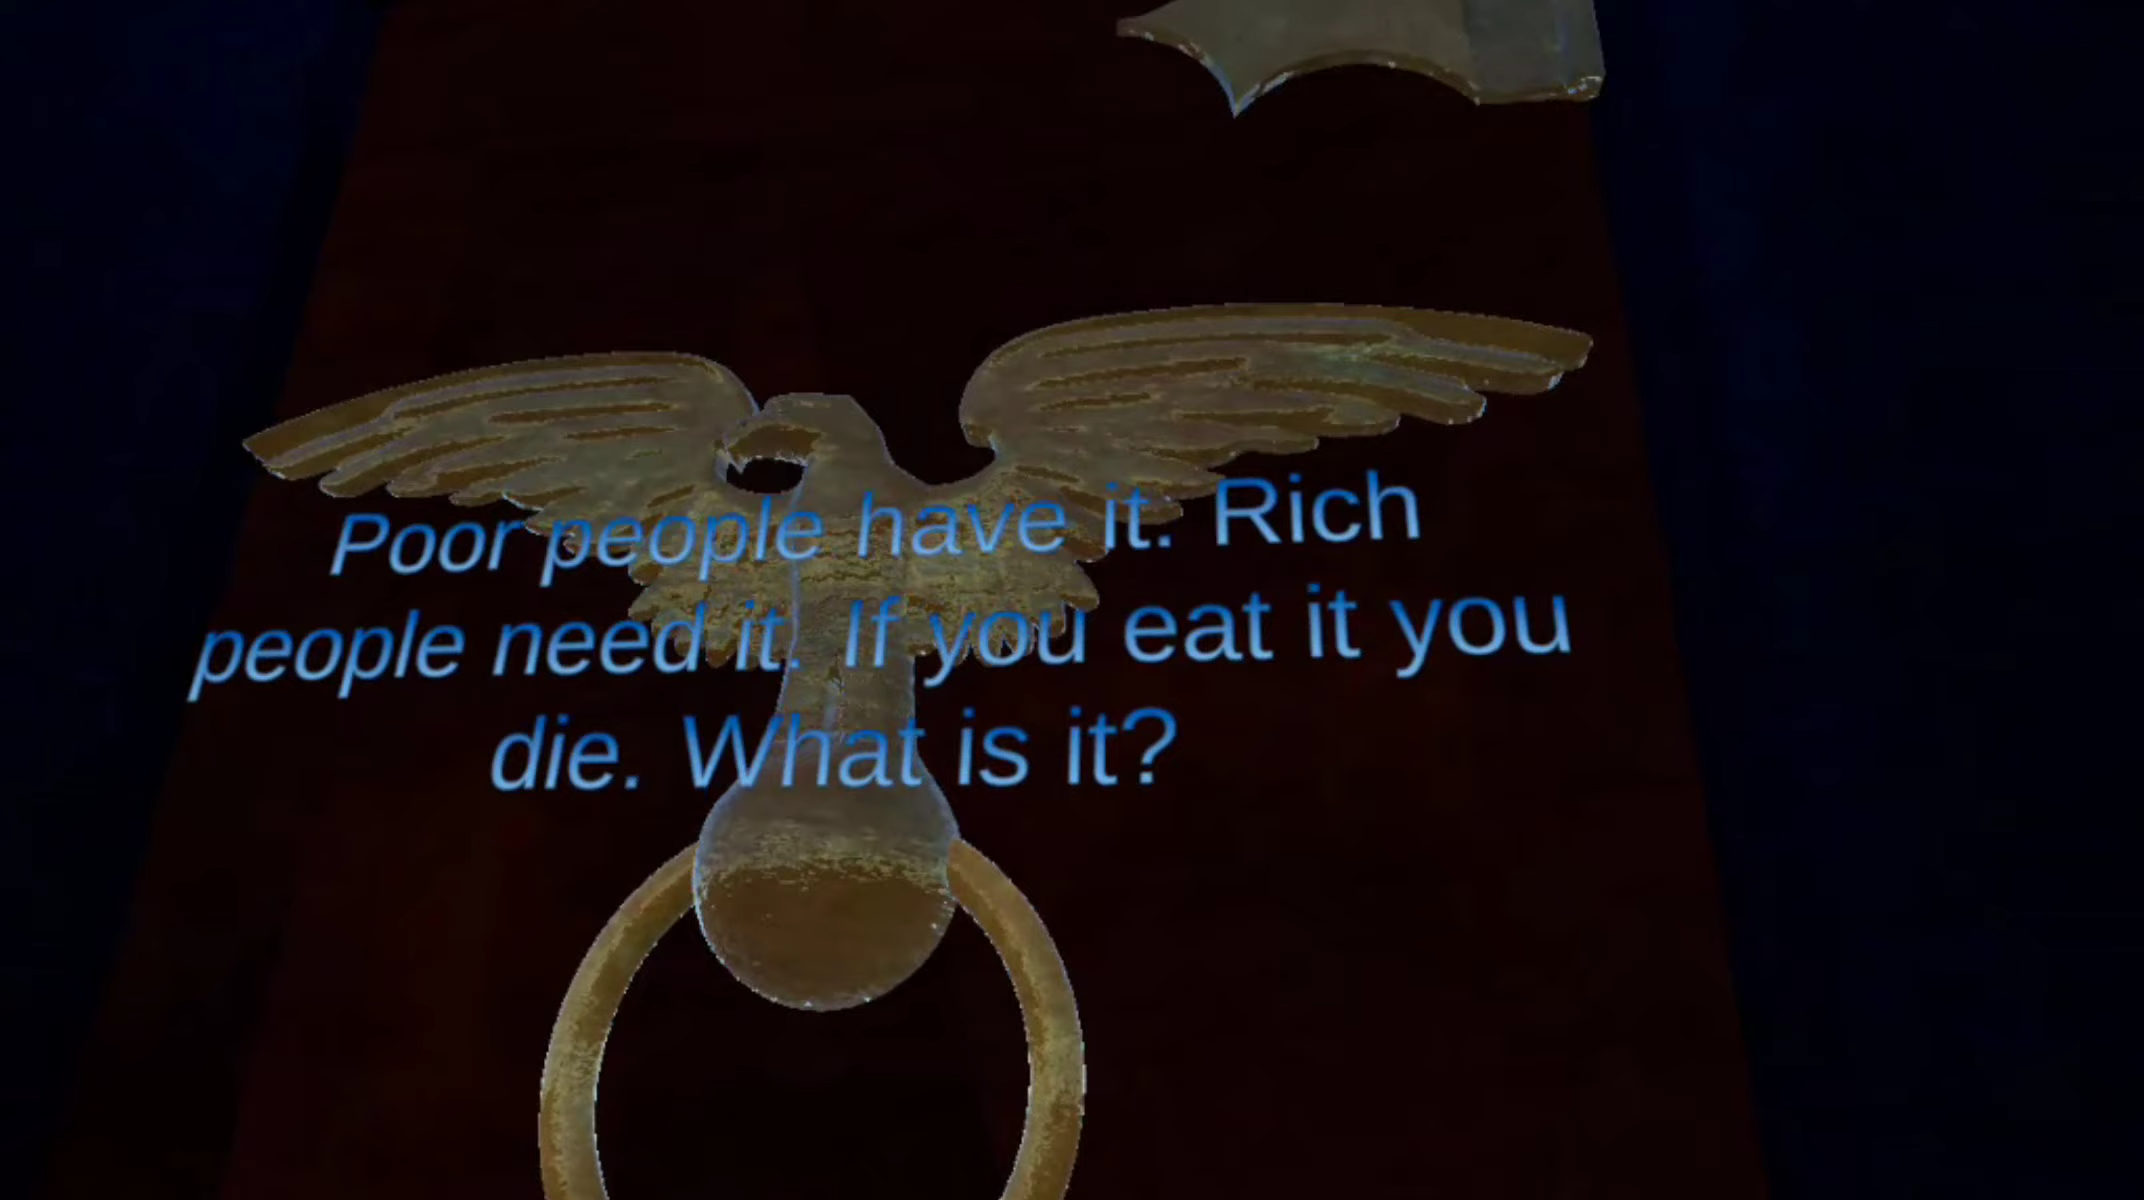 Poor people have it. Rich
people need it. If you eat it you
die. What is it?